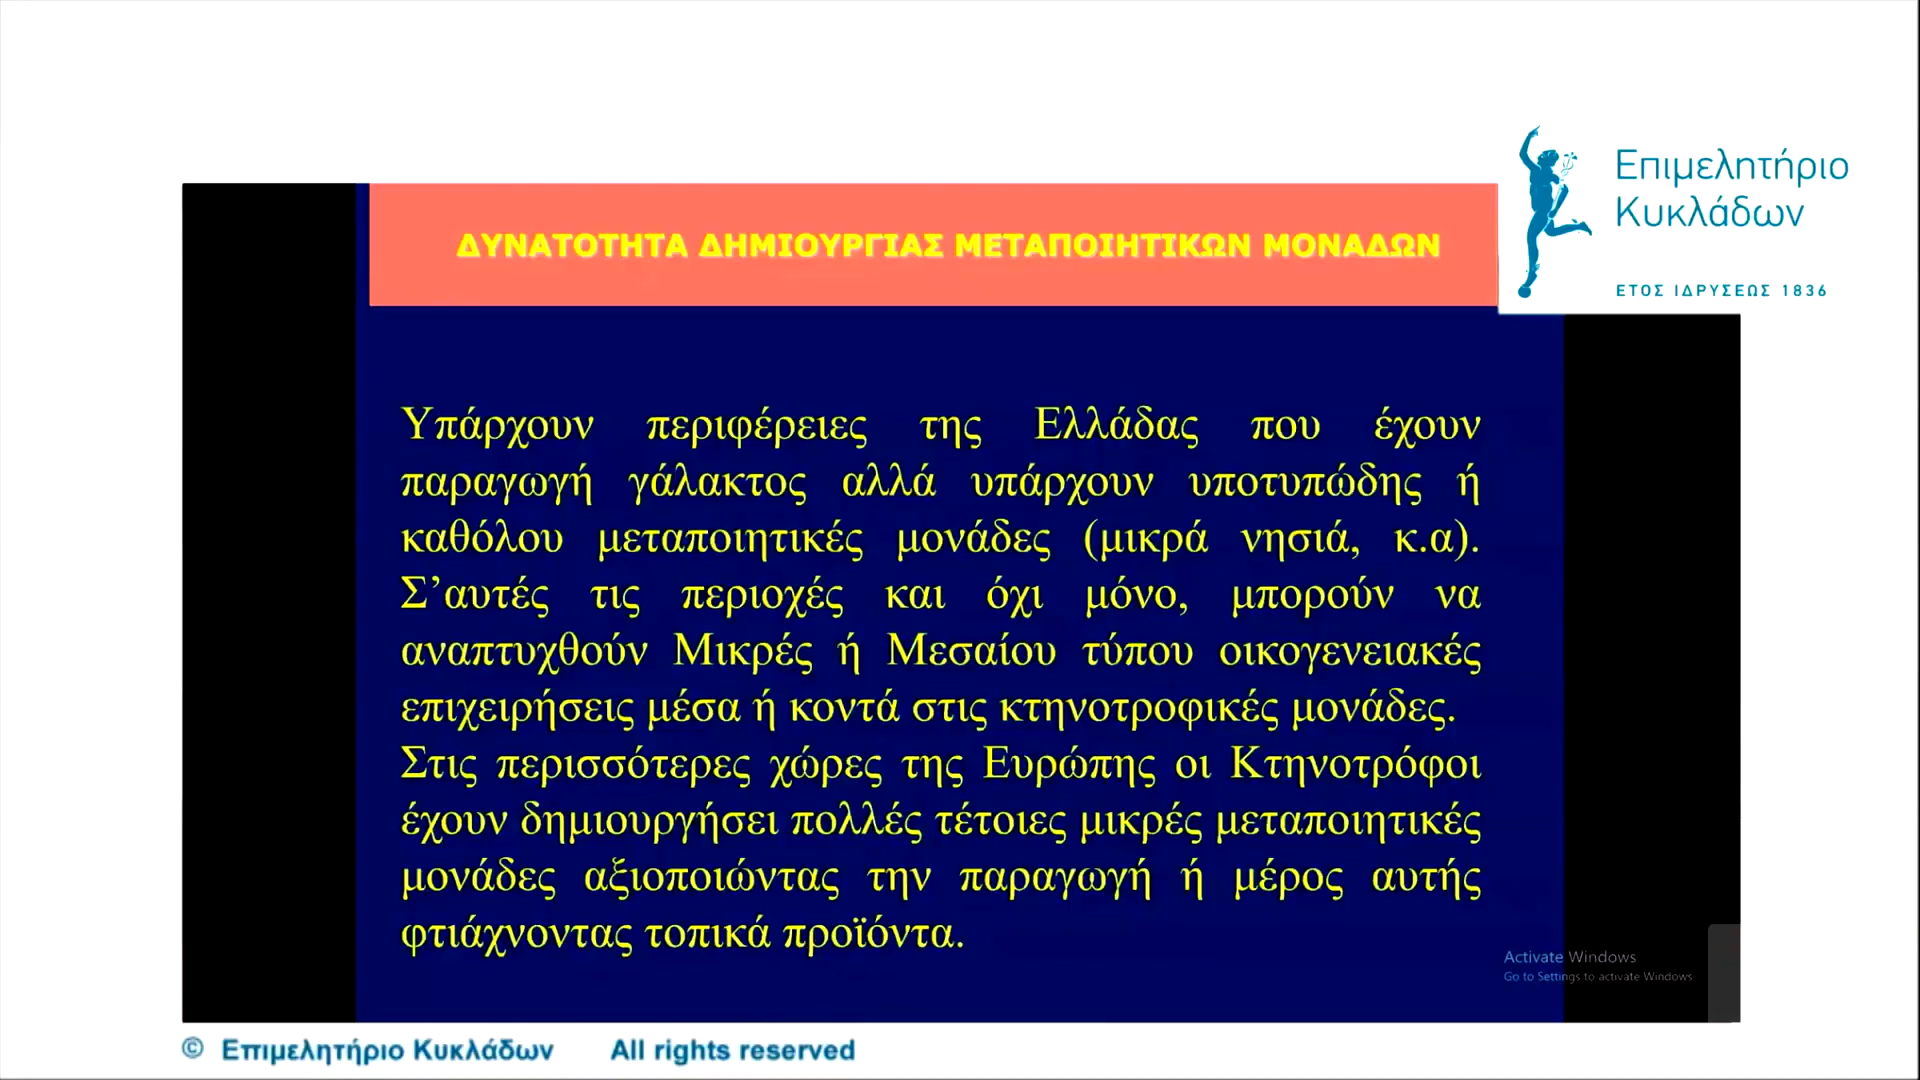 Επιμελητήριο
Κυκλάδων
ΕΤΟΣ ΙΔΡΥΣΕΩΣ 1836
ΔΥΝΑΤΟΤΗΤΑ ΔΗΜΙΟΥΡΓΙΑΣ ΜΕΤΑΠΟΙΗΤΙΚΩΝ ΜΟΝΑΔΩΝ
Υπάρχουν περιφέρειες της Ελλάδας που έχουν
παραγωγή γάλακτος αλλά υπάρχουν υποτυπώδης ή
καθόλου μεταποιητικές μονάδες (μικρά νησιά, κ.α).
Σ’αυτές τις περιοχές και όχι μόνο, μπορούν να
αναπτυχθούν Μικρές ή Μεσαίου τύπου οικογενειακές
επιχειρήσεις μέσα ή κοντά στις κτηνοτροφικές μονάδες.
Στις περισσότερες χώρες της Ευρώπης οι Κτηνοτρόφοι
έχουν δημιουργήσει πολλές τέτοιες μικρές μεταποιητικές
μονάδες αξιοποιώντας την παραγωγή ή μέρος αυτής
φτιάχνοντας τοπικά προϊόντα.
Activate Windows
Go to Settings to activate Windows
© Επιμελητήριο Κυκλάδων All rights reserved